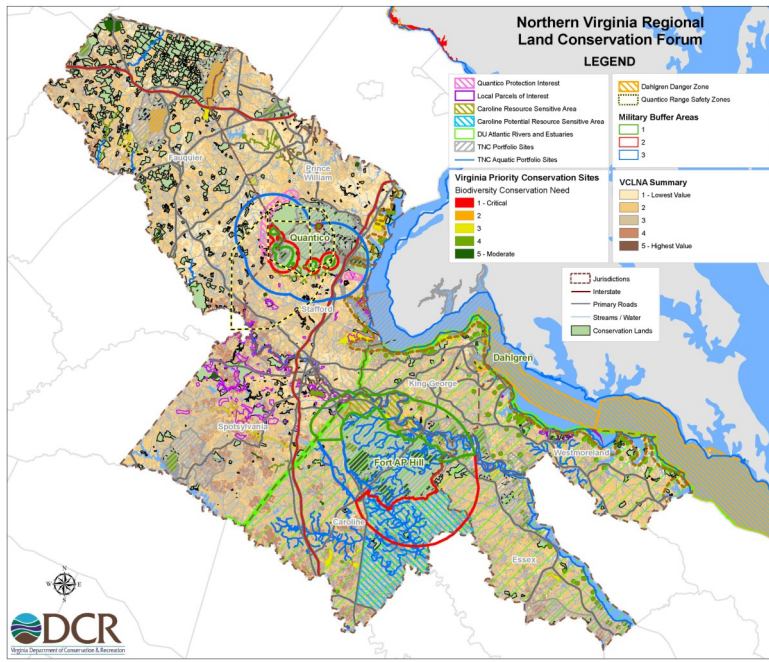 Northern Virginia Regional
Land Conservation Forum
LEGEND
Quantico Protection Interest
Local Parcels of Interest
Caroline Resource Sensitive Area
Caroline Potential Resource Sensitive Area
DU Atlantic Rivers and Estuaries
TNC Portfolio Sites
TNC Aquatic Portfolio Sites
Dahlgren Danger Zone
Quantico Range Safety Zones
Military Buffer Areas
1
2
3
Virginia Priority Conservation Sites
Biodiversity Conservation Need
1 - Critical
2
3
4
5 - Moderate
VCLNA Summary
1 - Lowest Value
2
3
4
5 - Highest Value
Jurisdictions
Interstate
Primary Roads
Streams / Water
Conservation Lands
Fauquier
Prince
William
Quantico
Stafford
Dahlgren
King George
Spotsylvania
Westmoreland
Fort AP Hill
Caroline
Essex
N
W
E
S
DCR
Virginia Department of Conservation & Recreation